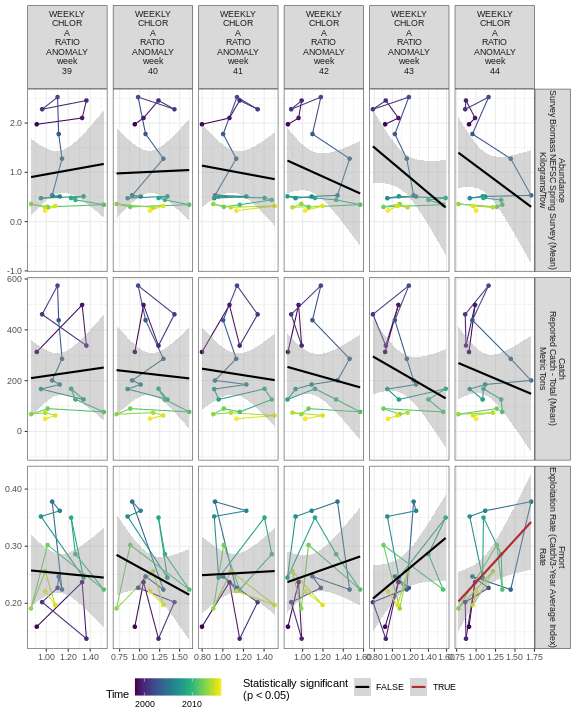 WEEKLY
CHLOR
A
RATIO
ANOMALY
week
39
WEEKLY
CHLOR
A
RATIO
ANOMALY
week
40
WEEKLY
CHLOR
A
RATIO
ANOMALY
week
41
WEEKLY
CHLOR
A
RATIO
ANOMALY
week
42
WEEKLY
CHLOR
A
RATIO
ANOMALY
week
43
WEEKLY
CHLOR
A
RATIO
ANOMALY
week
44
2.0
1.0
0.0
-1.0
Abundance
Survey Biomass NEFSC Spring Survey (Mean)
Kilograms/Tow
600
400
200
0
Catch
Reported Catch - Total (Mean)
Metric Tons
0.40
0.30
0.20
Fmort
Exploitation Rate (Catch/3-Year Average Index)
Rate
1.00 1.20 1.40
0.75 1.00 1.25 1.50
0.80 1.00 1.20 1.40
0.80 1.00 1.20 1.40
0.80 1.00 1.20 1.40
1.00 1.25 1.50 1.75
Time
2000 2010
Statistically significant
(p < 0.05)
FALSE
TRUE